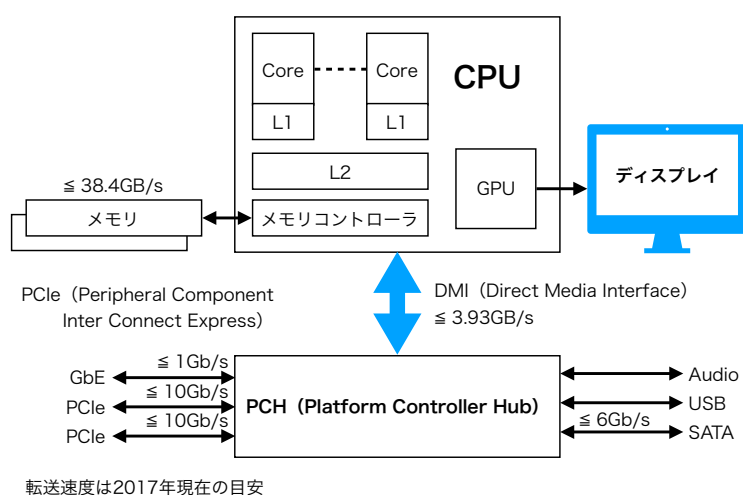 Core
Core
CPU
L1
L1
L2
GPU
ディスプレイ
≦ 38.4GB/s
メモリ
メモリコントローラ
PCIe（Peripheral Component
Inter Connect Express）
DMI（Direct Media Interface）
≦ 3.93GB/s
GbE
≦ 1Gb/s
PCIe
≦ 10Gb/s
PCIe
≦ 10Gb/s
PCH（Platform Controller Hub）
Audio
USB
≦ 6Gb/s
SATA
転送速度は2017年現在の目安